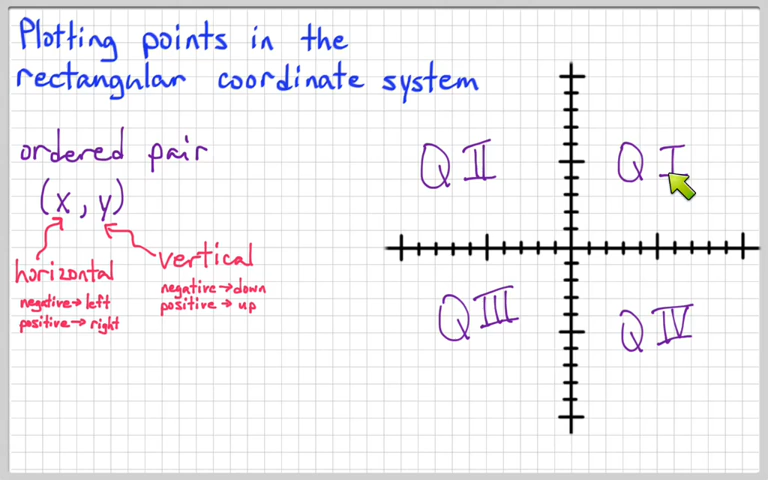 Plotting points in the
rectangular coordinate system
ordered pair
(x, y)
horizontal
negative → left
positive → right
vertical
negative → down
positive → up
Q II
Q I
Q III
Q IV